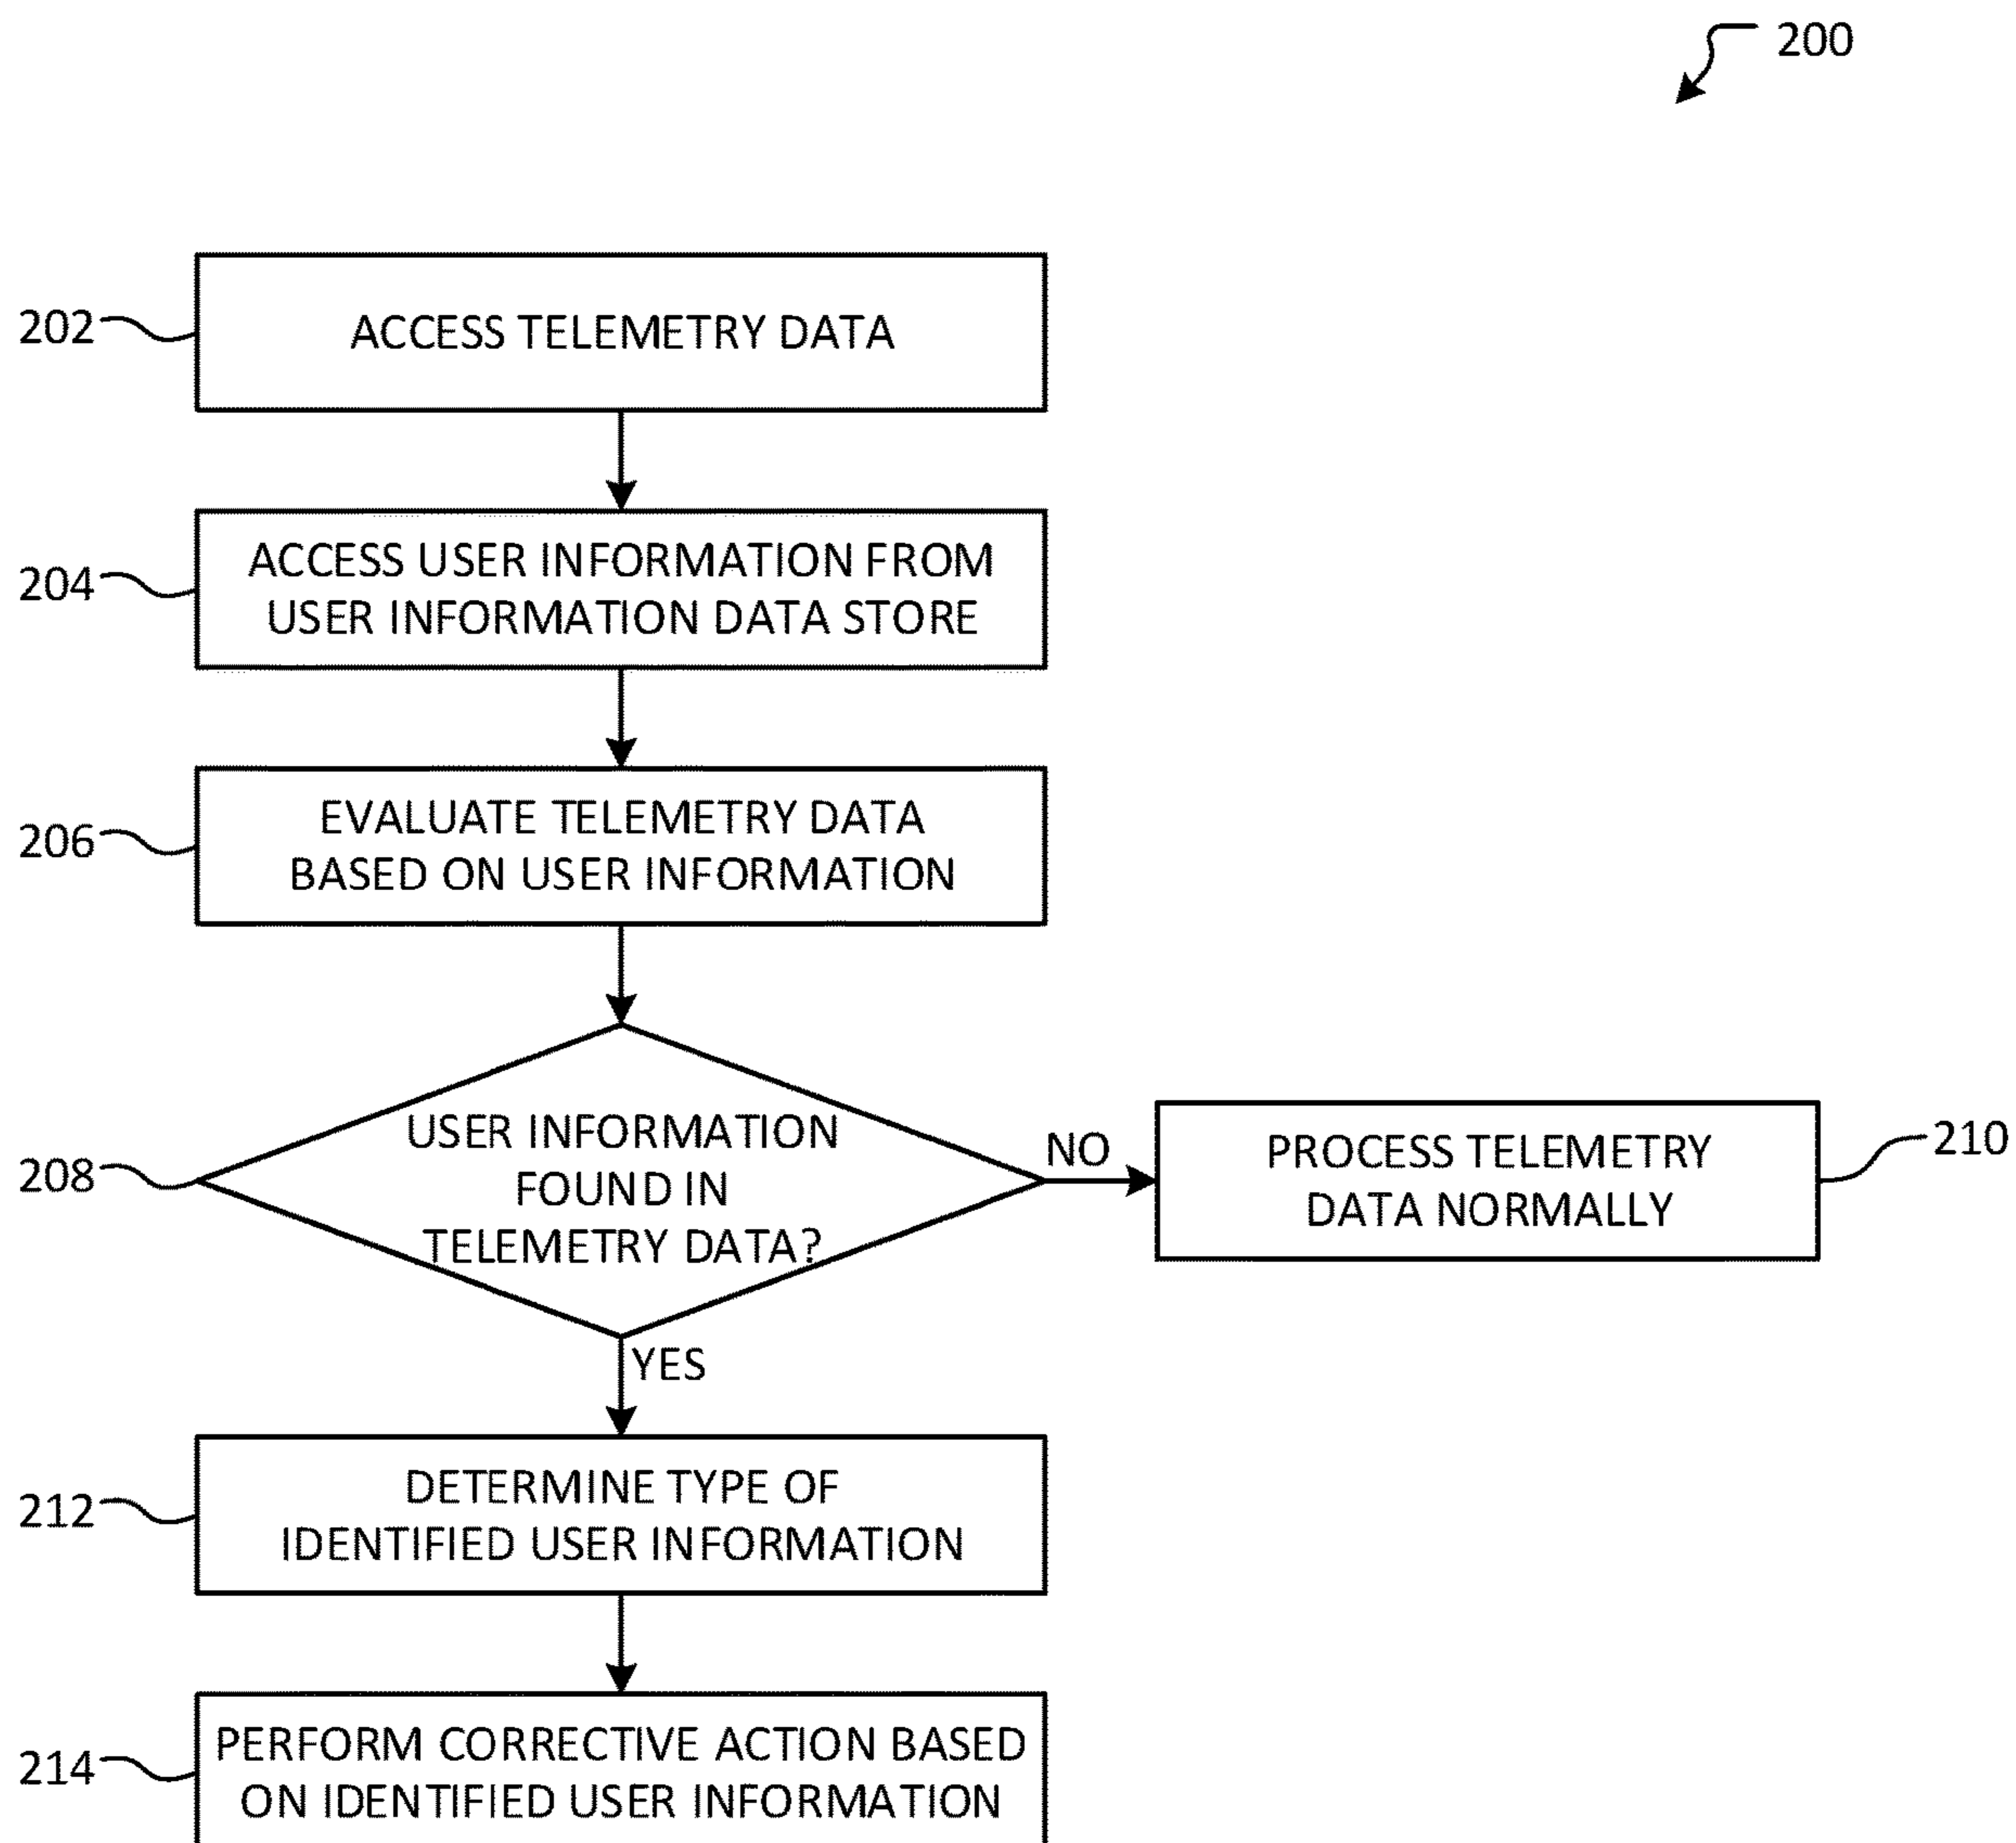 200
202
ACCESS TELEMETRY DATA
204
ACCESS USER INFORMATION FROM
USER INFORMATION DATA STORE
206
EVALUATE TELEMETRY DATA
BASED ON USER INFORMATION
208
USER INFORMATION
FOUND IN
TELEMETRY DATA?
NO
PROCESS TELEMETRY
DATA NORMALLY
210
YES
212
DETERMINE TYPE OF
IDENTIFIED USER INFORMATION
214
PERFORM CORRECTIVE ACTION BASED
ON IDENTIFIED USER INFORMATION